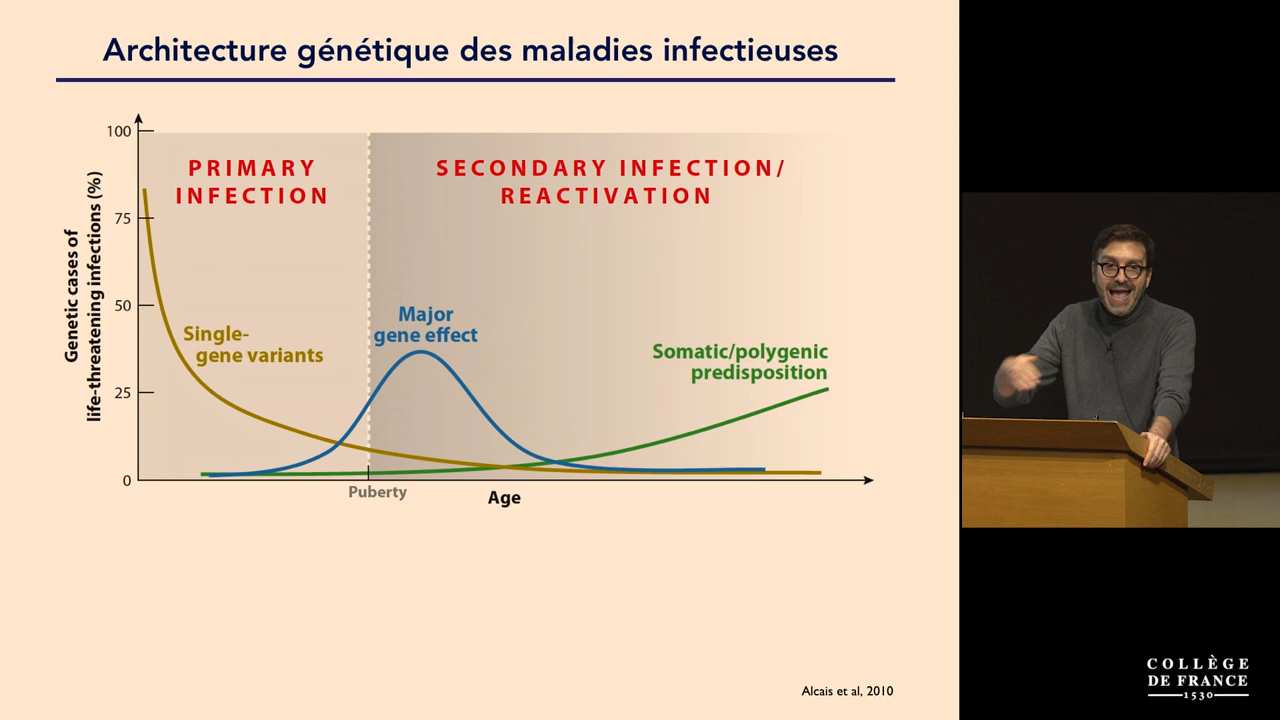 Architecture génétique des maladies infectieuses
Genetic cases of
life-threatening infections (%)
100
75
50
25
0
PRIMARY
INFECTION
SECONDARY INFECTION/
REACTIVATION
Single-
gene variants
Major
gene effect
Somatic/polygenic
predisposition
Puberty
Age
Alcais et al, 2010
COLLÈGE
DE FRANCE
1530